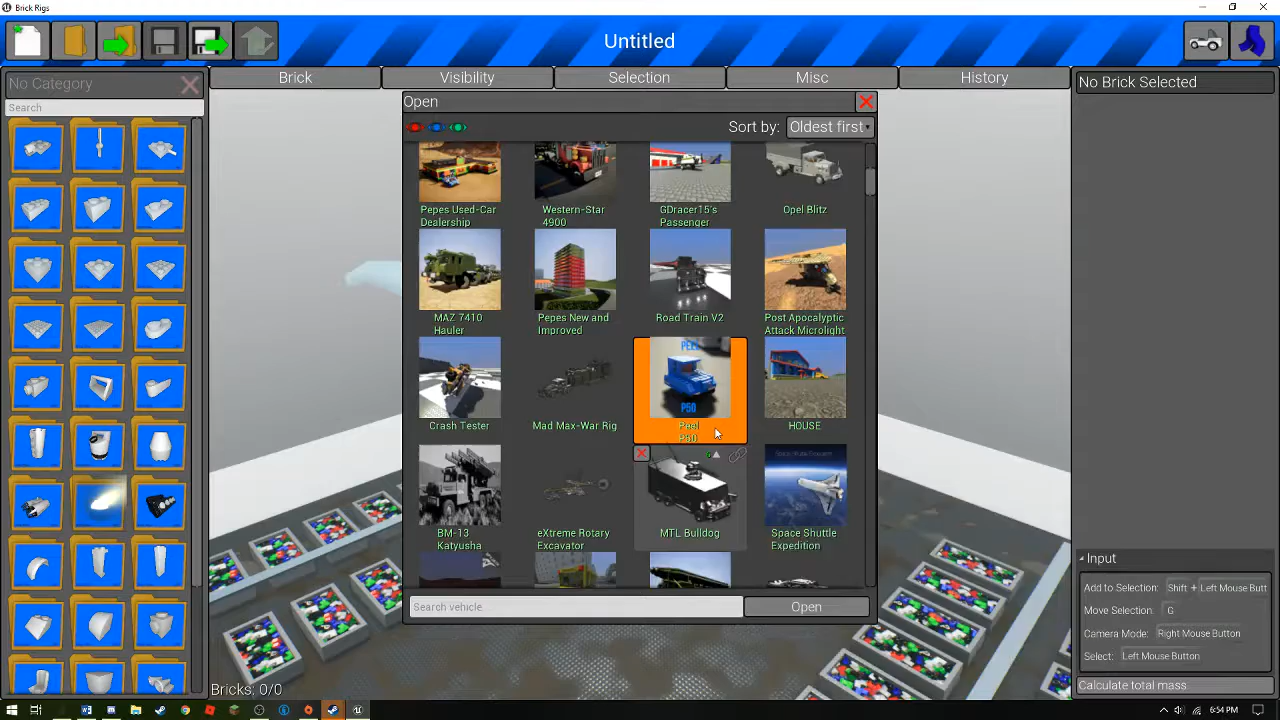 Brick Rigs
Untitled
No Category
Search
Brick
Visibility
Selection
Misc
History
No Brick Selected
Open
Sort by:
Oldest first
Pepes Used-Car
Dealership
Western-Star
4900
GDracer15's
Passenger
Opel Blitz
MAZ 7410
Hauler
Pepes New and
Improved
Road Train V2
Post Apocalyptic
Attack Microlight
PEEL
P50
Crash Tester
Mad Max-War Rig
Peel
P50
HOUSE
BM-13
Katyusha
eXtreme Rotary
Excavator
MTL Bulldog
Space Shuttle
Expedition
Search vehicle
Open
Input
Add to Selection: Shift + Left Mouse Butt
Move Selection: G
Camera Mode: Right Mouse Button
Select: Left Mouse Button
Calculate total mass
Bricks: 0/0
6:54 PM